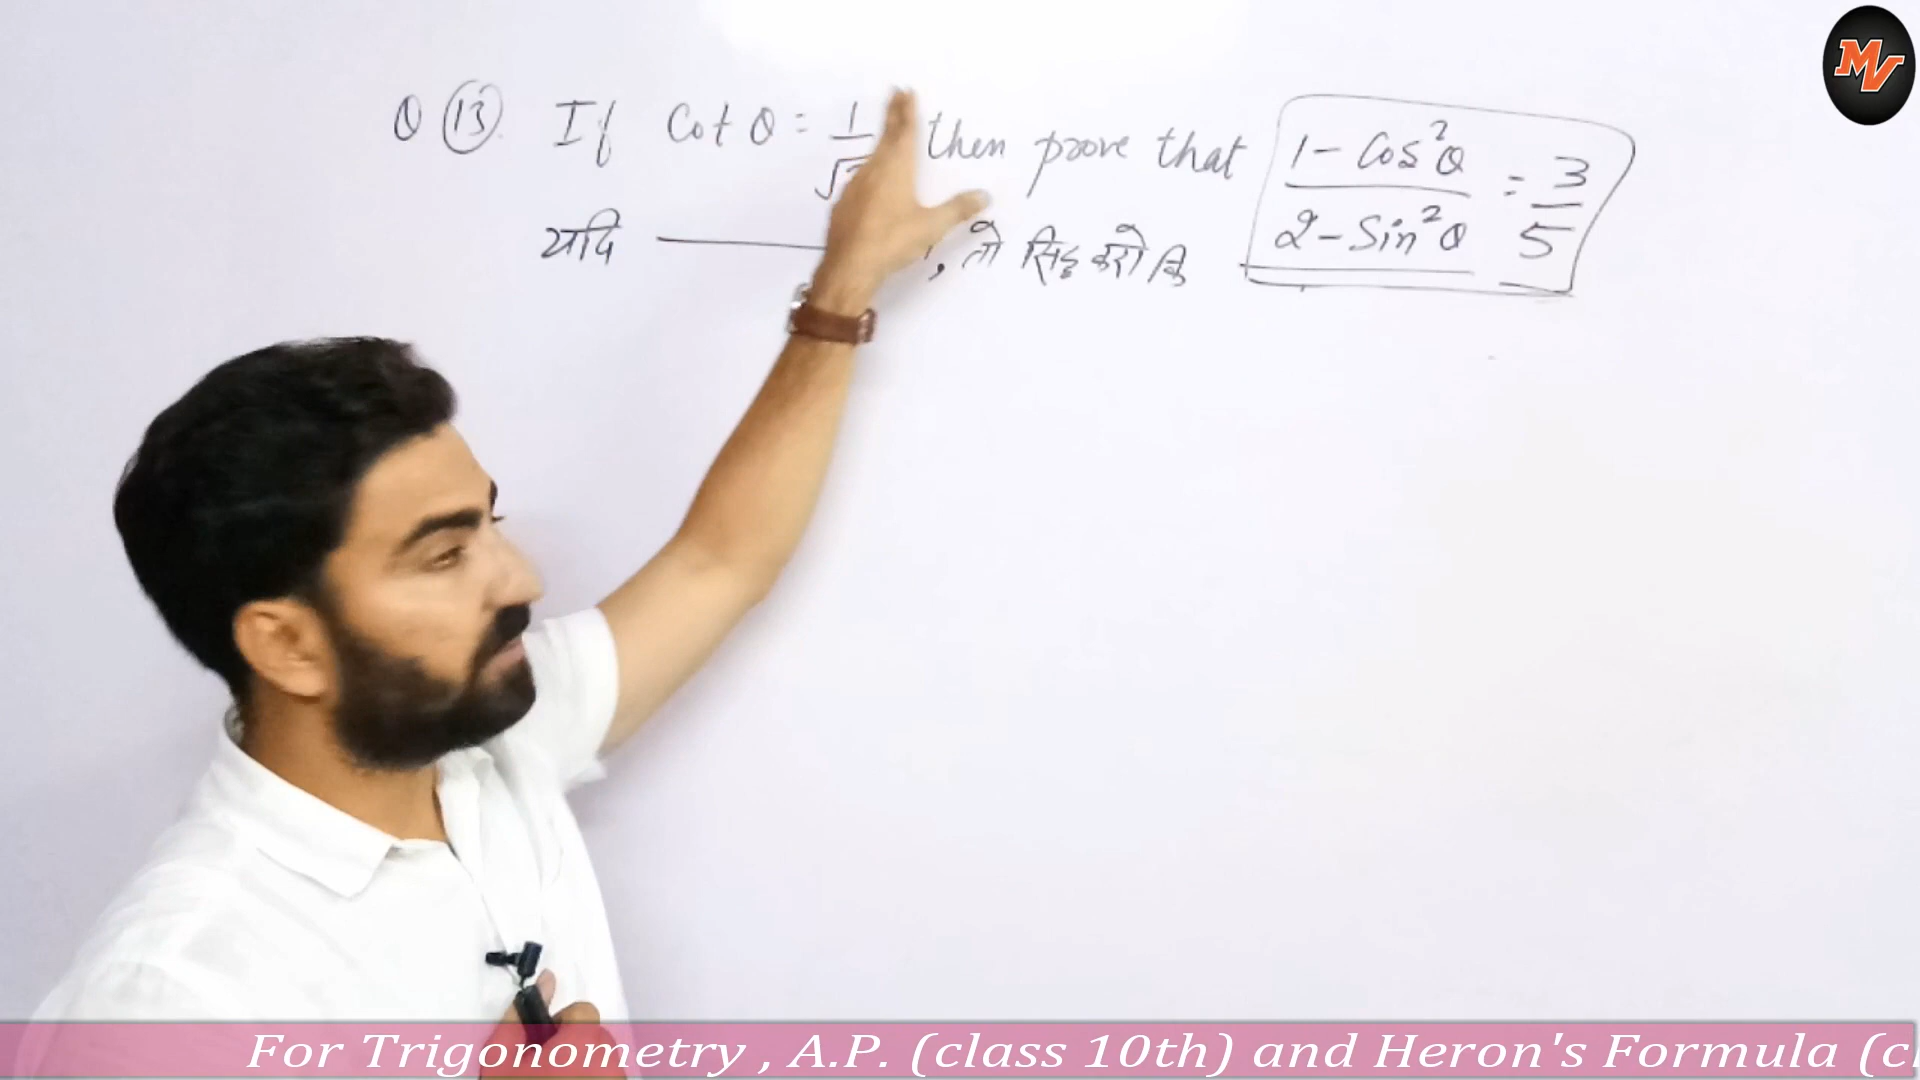 Q 13. If Cot θ = 1/√ then prove that (1 - Cos²θ)/(2 - Sin²θ) = 3/5
यदि ———, तो सिद्ध करो कि
MV
For Trigonometry , A.P. (class 10th) and Heron's Formula (c